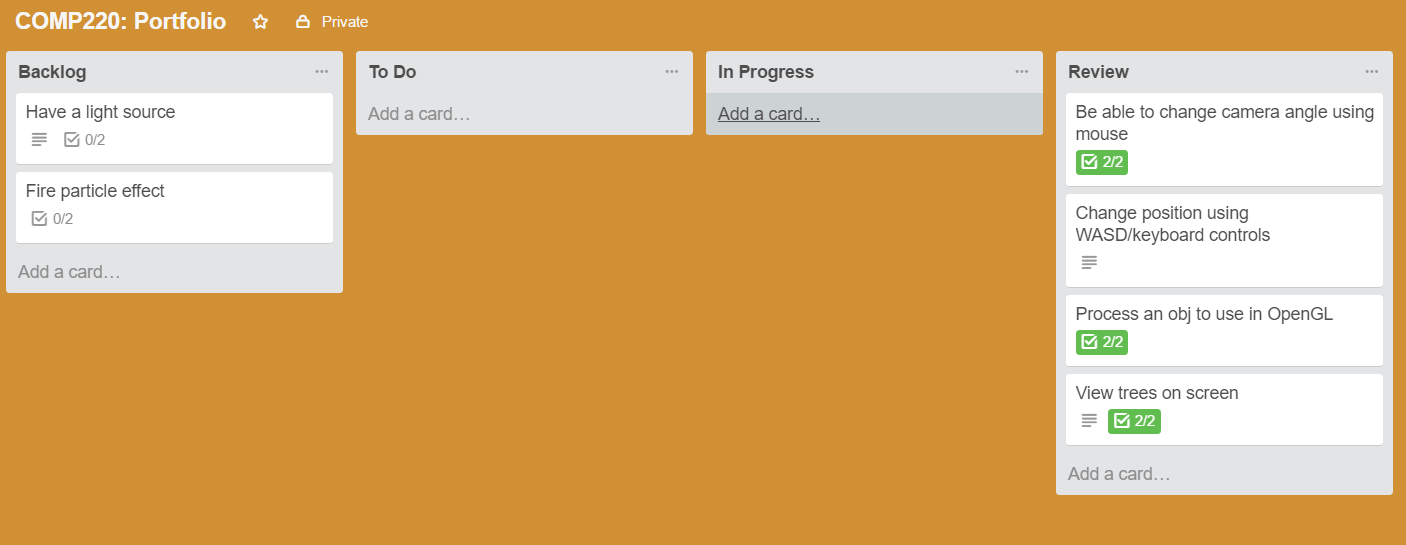 COMP220: Portfolio Private
Backlog
Have a light source
0/2
Fire particle effect
0/2
Add a card…
To Do
Add a card…
In Progress
Add a card…
Review
Be able to change camera angle using
mouse
2/2
Change position using
WASD/keyboard controls
Process an obj to use in OpenGL
2/2
View trees on screen
2/2
Add a card…